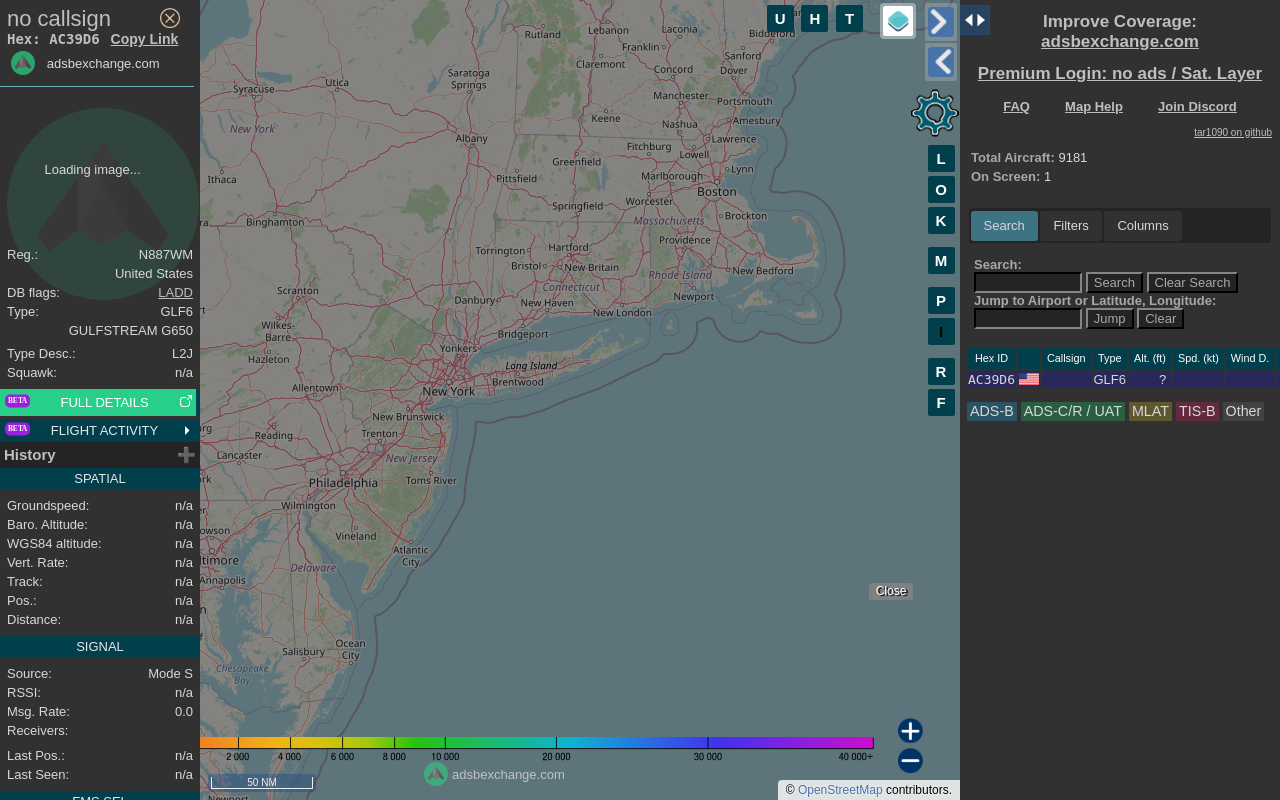 no callsign
Hex: AC39D6 Copy Link
adsbexchange.com
Loading image...
Reg.: N887WM
United States
DB flags: LADD
Type: GLF6
GULFSTREAM G650
Type Desc.: L2J
Squawk: n/a
BETA FULL DETAILS
BETA FLIGHT ACTIVITY
History
SPATIAL
Groundspeed: n/a
Baro. Altitude: n/a
WGS84 altitude: n/a
Vert. Rate: n/a
Track: n/a
Pos.: n/a
Distance: n/a
SIGNAL
Source: Mode S
RSSI: n/a
Msg. Rate: 0.0
Receivers:
Last Pos.: n/a
Last Seen: n/a
FMS SEL
U H T
L
O
K
M
P
I
R
F
Rutland
Lebanon
Laconia
Biddeford
Franklin
Sanford
Claremont
Concord
Dover
Saratoga
Springs
Utica
Syracuse
Manchester
Portsmouth
Keene
Nashua
Amesbury
New York
Albany
Fitchburg
Lawrence
Lowell
Greenfield
Lynn
Ithaca
Pittsfield
Marlborough
Boston
Worcester
Springfield
Binghamton
Massachusetts
Brockton
Providence
Torrington
Hartford
Bristol
New Britain
Rhode Island
New Bedford
Connecticut
Scranton
Danbury
New Haven
Newport
New London
Wilkes-
Barre
Bridgeport
Hazleton
Yonkers
Long Island
Allentown
Brentwood
New York
New Brunswick
Reading
Trenton
Lancaster
New Jersey
Philadelphia
Toms River
Wilmington
Vineland
Atlantic
City
Annapolis
Delaware
Ocean
City
Salisbury
Chesapeake
Bay
Newport
Close
2 000 4 000 6 000 8 000 10 000 20 000 30 000 40 000+
adsbexchange.com
50 NM
© OpenStreetMap contributors.
Improve Coverage:
adsbexchange.com
Premium Login: no ads / Sat. Layer
FAQ Map Help Join Discord
tar1090 on github
Total Aircraft: 9181
On Screen: 1
Search Filters Columns
Search:
Search Clear Search
Jump to Airport or Latitude, Longitude:
Jump Clear
Hex ID Callsign Type Alt. (ft) Spd. (kt) Wind D.
AC39D6 GLF6 ?
ADS-B ADS-C/R / UAT MLAT TIS-B Other